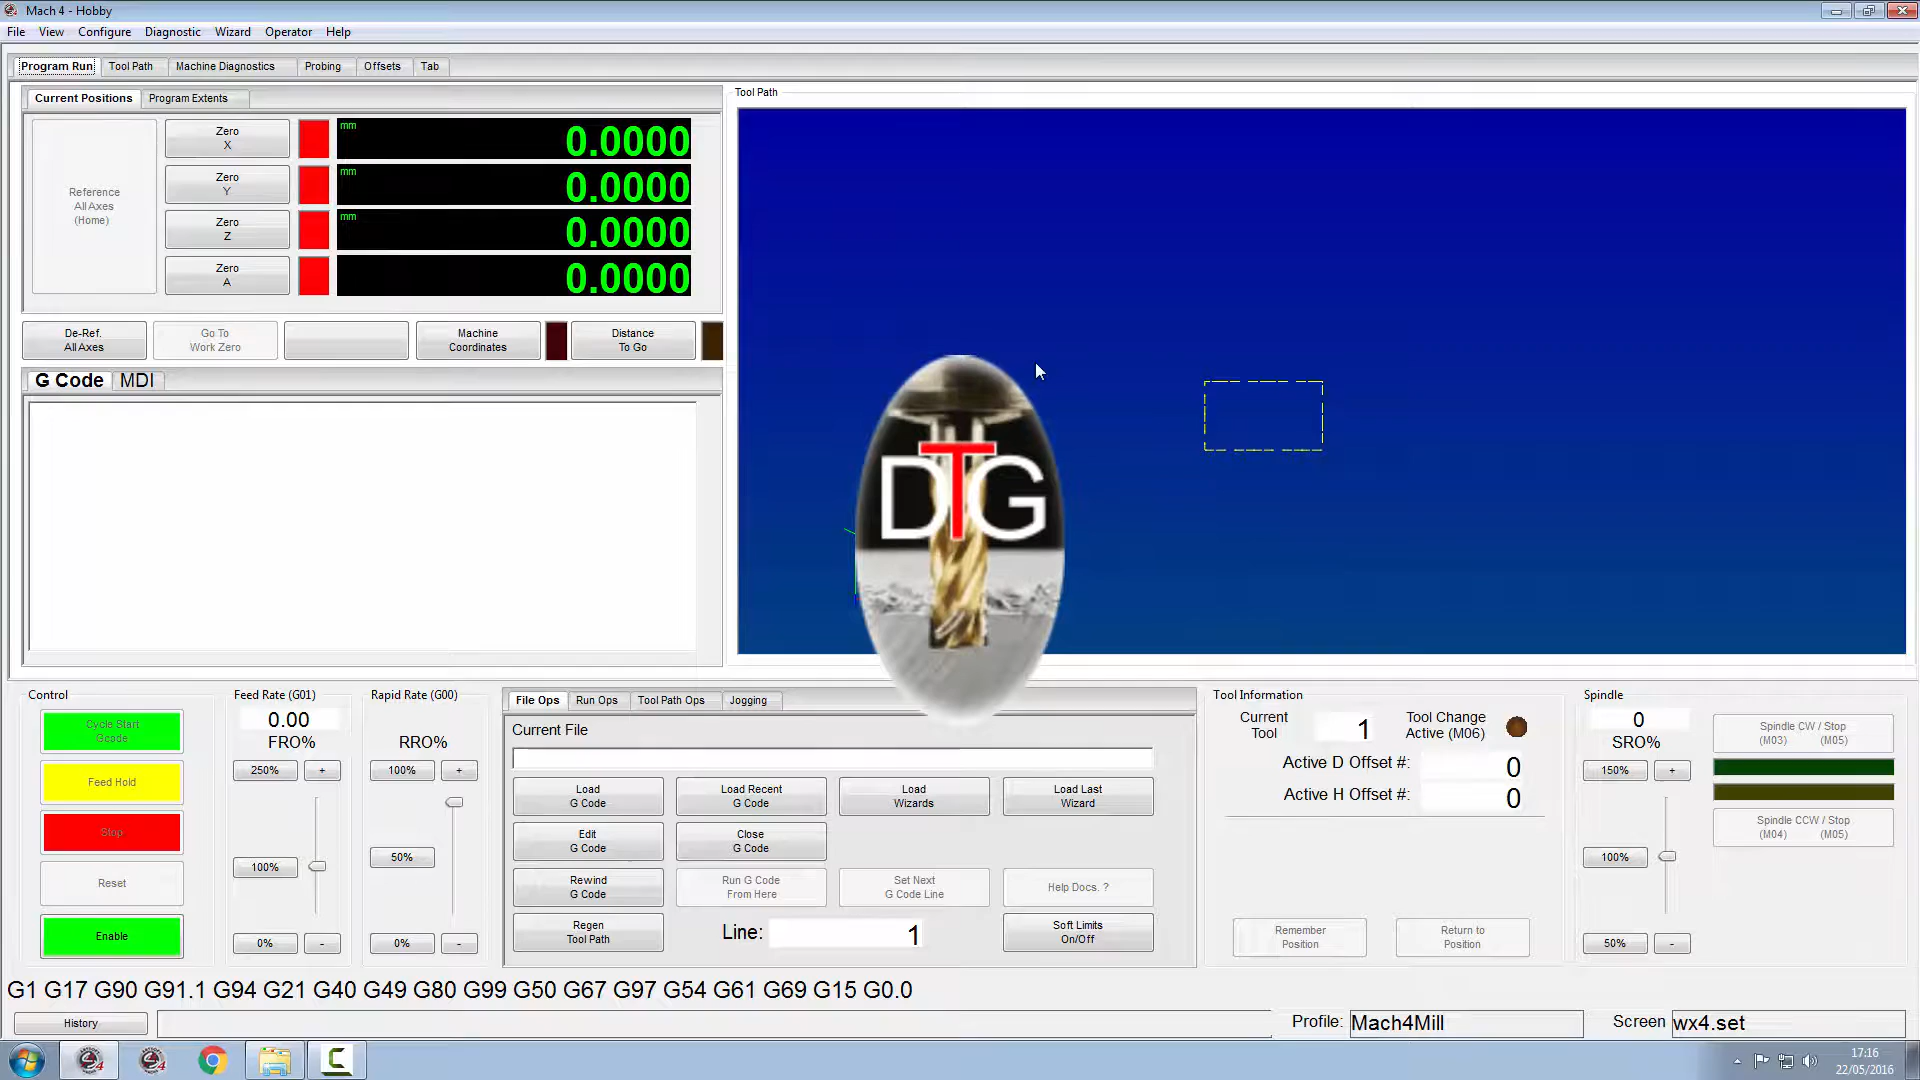 Mach 4 - Hobby
File View Configure Diagnostic Wizard Operator Help
Program Run Tool Path Machine Diagnostics Probing Offsets Tab
Current Positions Program Extents
Tool Path
Reference
All Axes
(Home)
Zero
X
mm
0.0000
Zero
Y
mm
0.0000
Zero
Z
mm
0.0000
Zero
A
0.0000
De-Ref.
All Axes
Go To
Work Zero
Machine
Coordinates
Distance
To Go
G Code MDI
DTG
Control
Cycle Start
Gcode
Feed Hold
Stop
Reset
Enable
Feed Rate (G01)
0.00
FRO%
250% +
100%
0% -
Rapid Rate (G00)
RRO%
100% +
50%
0% -
File Ops Run Ops Tool Path Ops Jogging
Current File
Load
G Code
Load Recent
G Code
Load
Wizards
Load Last
Wizard
Edit
G Code
Close
G Code
Rewind
G Code
Run G Code
From Here
Set Next
G Code Line
Help Docs. ?
Regen
Tool Path
Line: 1
Soft Limits
On/Off
Tool Information
Current
Tool
1
Tool Change
Active (M06)
Active D Offset #: 0
Active H Offset #: 0
Remember
Position
Return to
Position
Spindle
0
SRO%
150% +
100%
50% -
Spindle CW / Stop
(M03) (M05)
Spindle CCW / Stop
(M04) (M05)
G1 G17 G90 G91.1 G94 G21 G40 G49 G80 G99 G50 G67 G97 G54 G61 G69 G15 G0.0
History
Profile: Mach4Mill
Screen wx4.set
17:16
22/05/2016